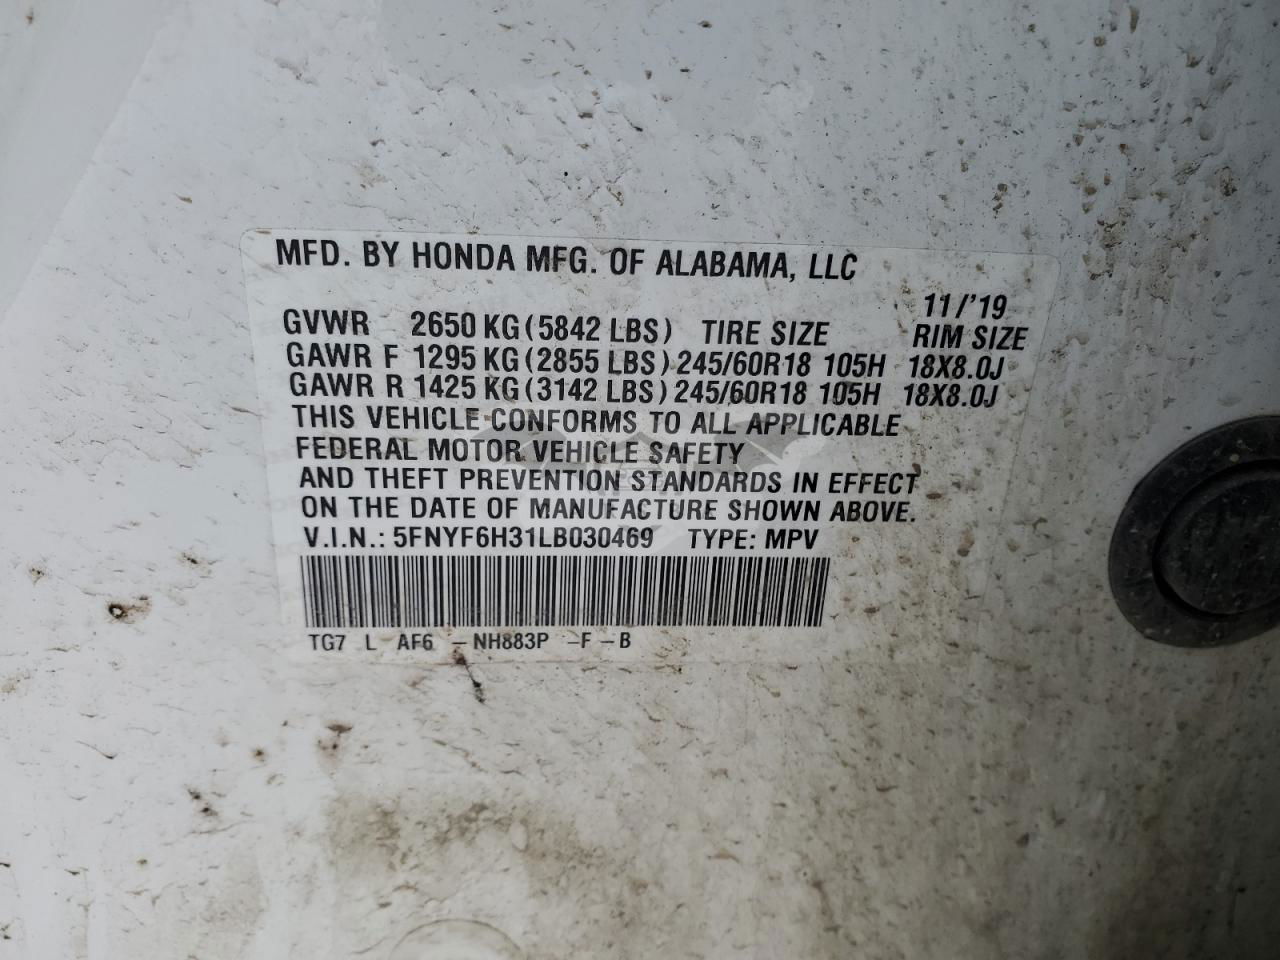 MFD. BY HONDA MFG. OF ALABAMA, LLC
11/'19
GVWR 2650 KG (5842 LBS) TIRE SIZE RIM SIZE
GAWR F 1295 KG (2855 LBS) 245/60R18 105H 18X8.0J
GAWR R 1425 KG (3142 LBS) 245/60R18 105H 18X8.0J
THIS VEHICLE CONFORMS TO ALL APPLICABLE
FEDERAL MOTOR VEHICLE SAFETY
AND THEFT PREVENTION STANDARDS IN EFFECT
ON THE DATE OF MANUFACTURE SHOWN ABOVE.
V.I.N.: 5FNYF6H31LB030469 TYPE: MPV
TG7 L AF6 – NH883P –F – B